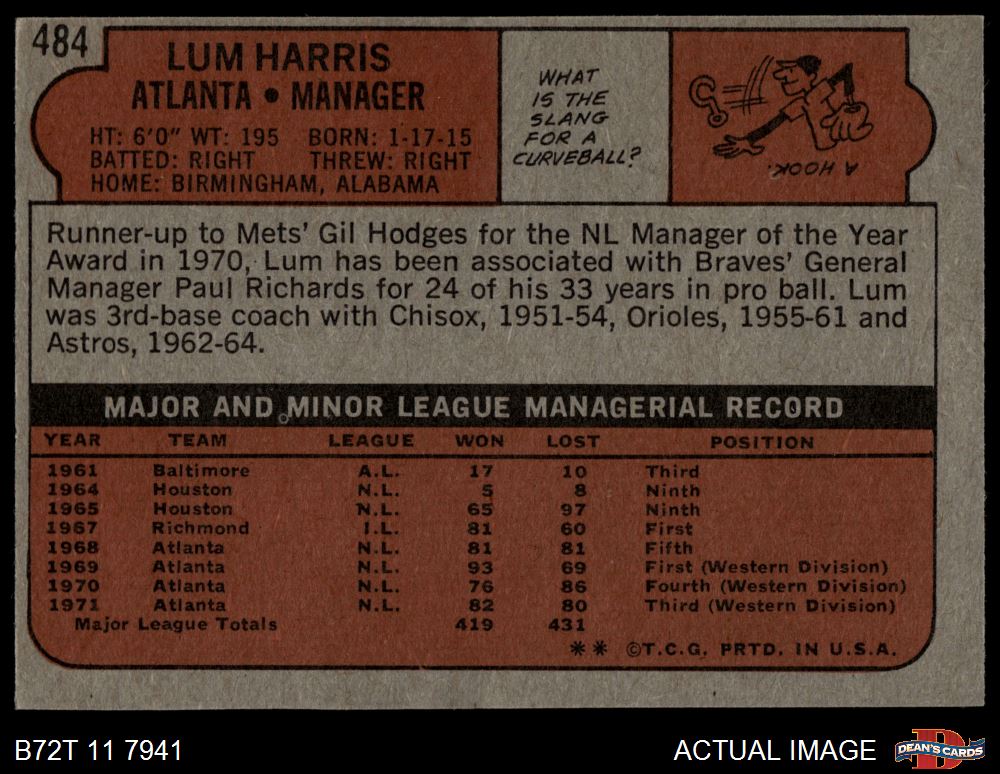 484
LUM HARRIS
ATLANTA • MANAGER
HT: 6'0" WT: 195 BORN: 1-17-15
BATTED: RIGHT THREW: RIGHT
HOME: BIRMINGHAM, ALABAMA
WHAT
IS THE
SLANG
FOR A
CURVEBALL?
A HOOK.
Runner-up to Mets' Gil Hodges for the NL Manager of the Year
Award in 1970, Lum has been associated with Braves' General
Manager Paul Richards for 24 of his 33 years in pro ball. Lum
was 3rd-base coach with Chisox, 1951-54, Orioles, 1955-61 and
Astros, 1962-64.
MAJOR AND MINOR LEAGUE MANAGERIAL RECORD
YEAR TEAM LEAGUE WON LOST POSITION
1961 Baltimore A.L. 17 10 Third
1964 Houston N.L. 5 8 Ninth
1965 Houston N.L. 65 97 Ninth
1967 Richmond I.L. 81 60 First
1968 Atlanta N.L. 81 81 Fifth
1969 Atlanta N.L. 93 69 First (Western Division)
1970 Atlanta N.L. 76 86 Fourth (Western Division)
1971 Atlanta N.L. 82 80 Third (Western Division)
Major League Totals 419 431
** ©T.C.G. PRTD. IN U.S.A.
B72T 11 7941 ACTUAL IMAGE DEAN'S CARDS